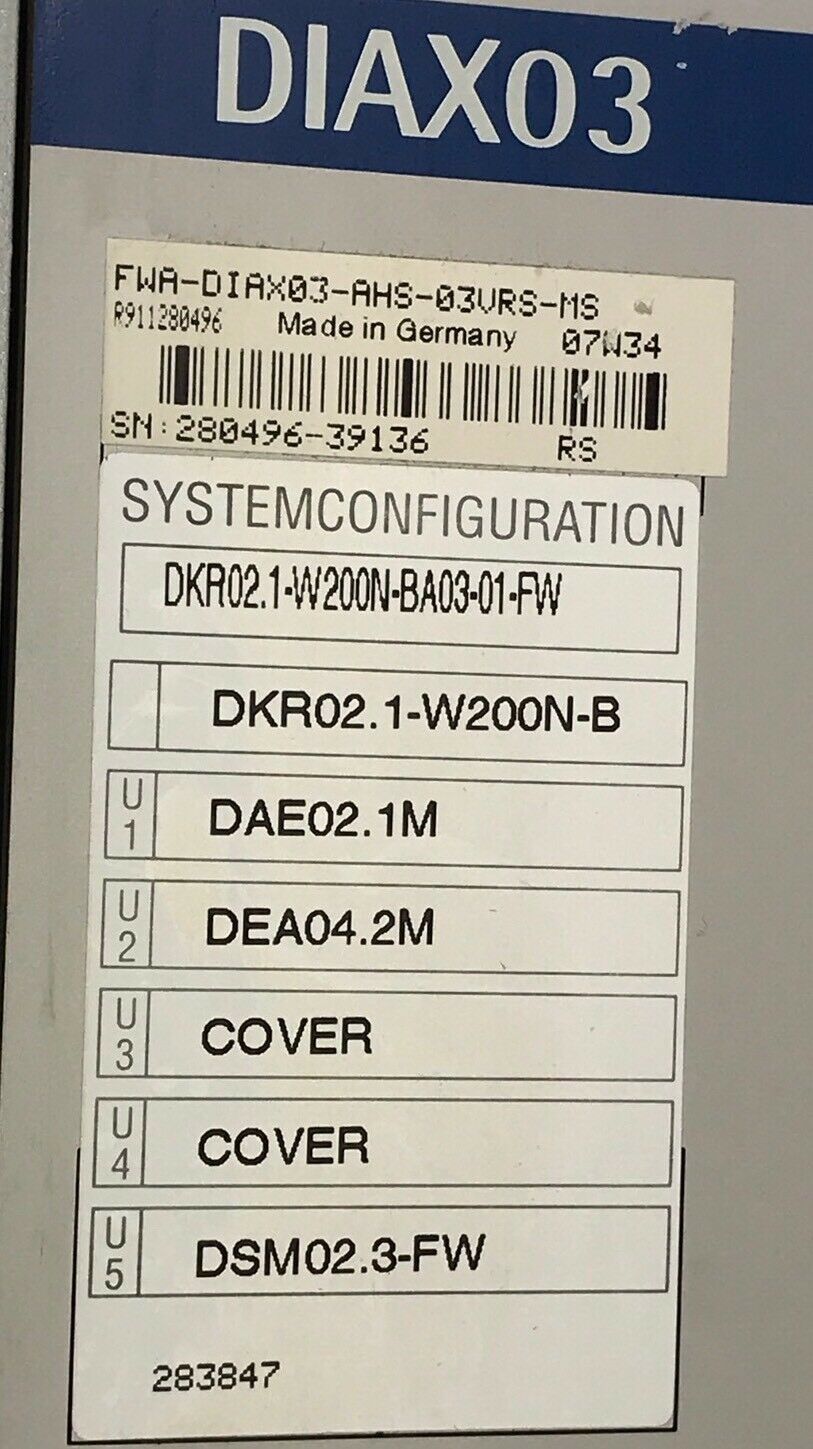 DIAX03
FWA-DIAX03-AHS-03VRS-MS
R911280496 Made in Germany 07W34
SN:280496-39136 RS
SYSTEMCONFIGURATION
DKR02.1-W200N-BA03-01-FW
DKR02.1-W200N-B
U1 DAE02.1M
U2 DEA04.2M
U3 COVER
U4 COVER
U5 DSM02.3-FW
283847